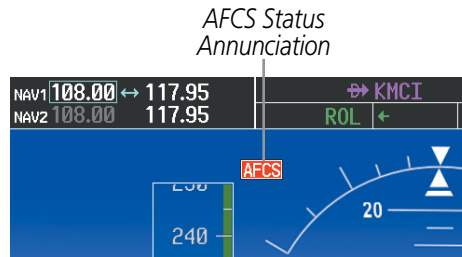 AFCS Status
Annunciation
NAV1 108.00 ↔ 117.95
NAV2 108.00 117.95
D→ KMCI
ROL ←
AFCS
20
240